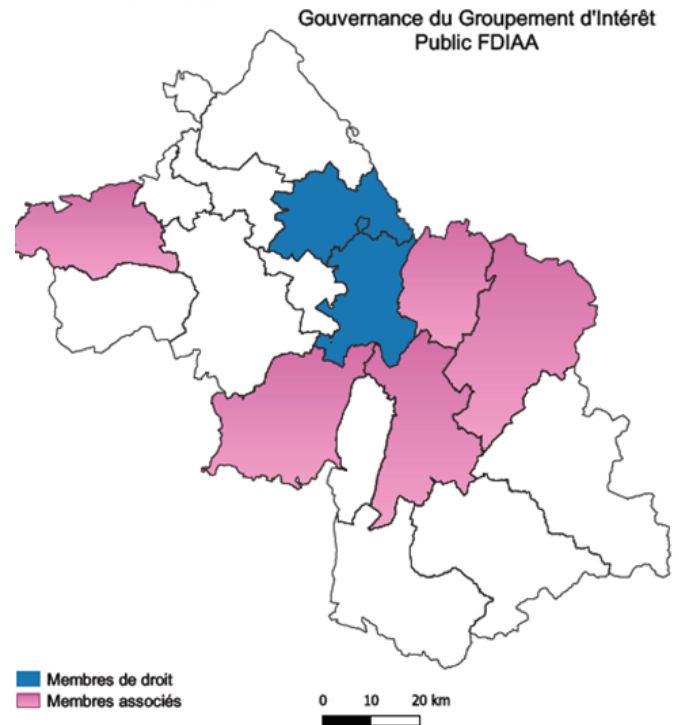 Gouvernance du Groupement d'Intérêt
Public FDIAA
Membres de droit
Membres associés
0 10 20 km